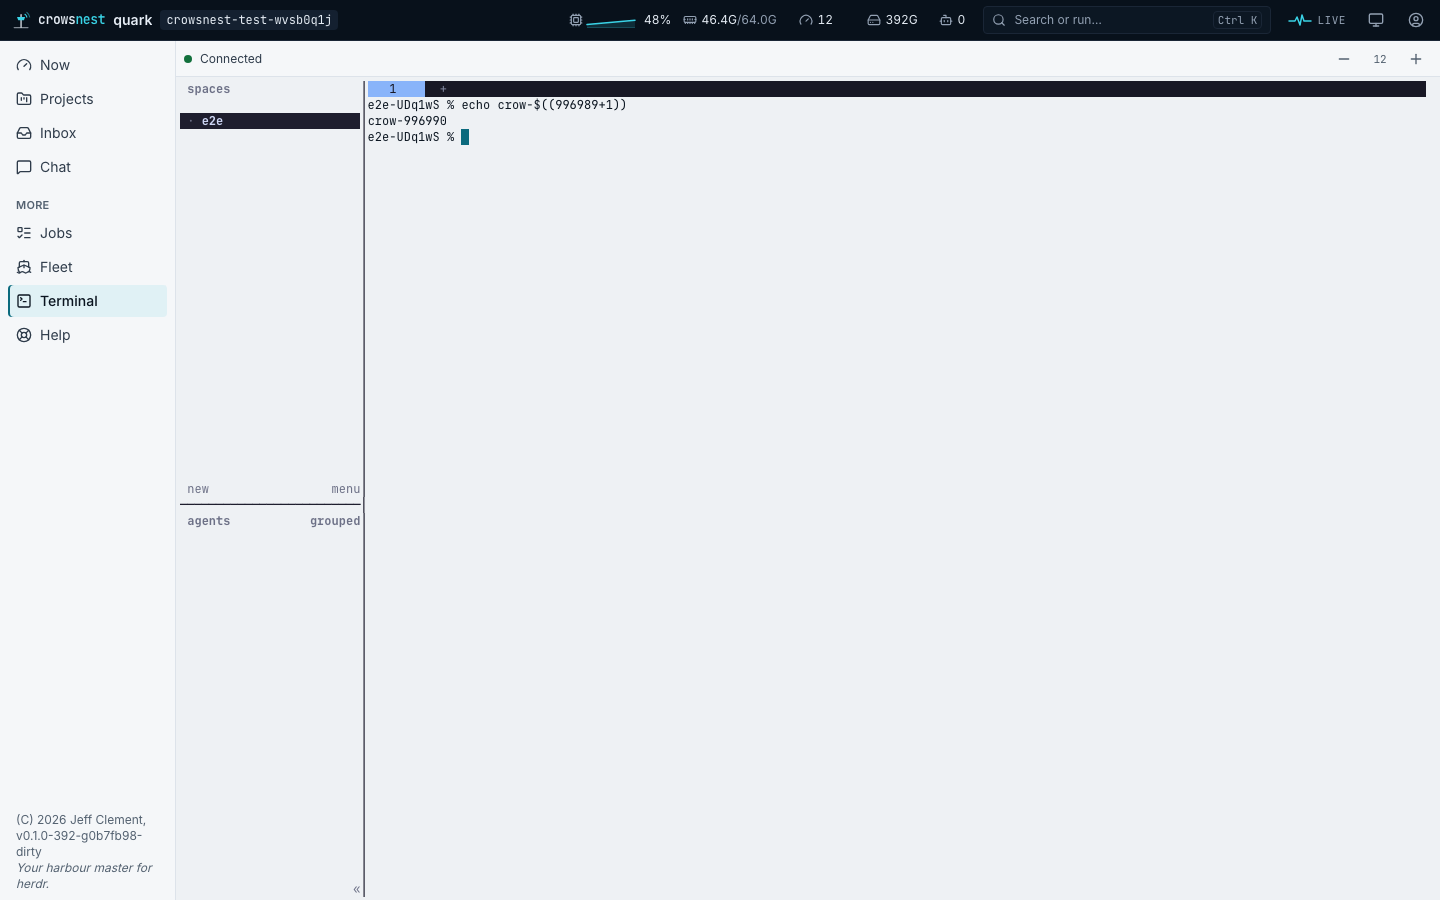 crowsnest quark crowsnest-test-wvsb0q1j 48% 46.4G/64.0G 12 392G 0 Search or run... Ctrl K LIVE
Now
Projects
Inbox
Chat
MORE
Jobs
Fleet
Terminal
Help
(C) 2026 Jeff Clement,
v0.1.0-392-g0b7fb98-
dirty
Your harbour master for
herdr.
Connected
12
spaces
· e2e
new menu
agents grouped
«
1 +
e2e-UDq1wS % echo crow-$((996989+1))
crow-996990
e2e-UDq1wS %